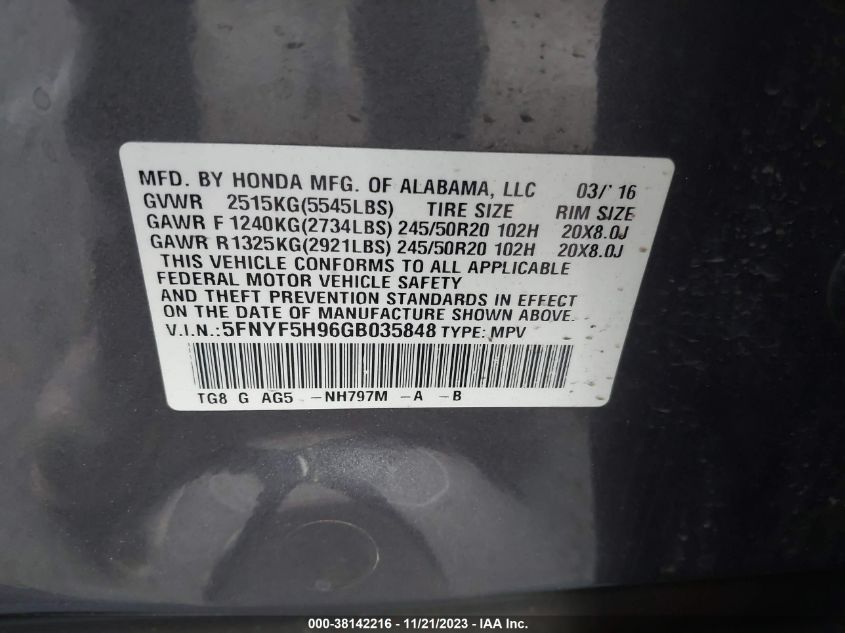 MFD. BY HONDA MFG. OF ALABAMA, LLC 03/'16
GVWR 2515KG(5545LBS) TIRE SIZE RIM SIZE
GAWR F 1240KG(2734LBS) 245/50R20 102H 20X8.0J
GAWR R 1325KG(2921LBS) 245/50R20 102H 20X8.0J
THIS VEHICLE CONFORMS TO ALL APPLICABLE
FEDERAL MOTOR VEHICLE SAFETY
AND THEFT PREVENTION STANDARDS IN EFFECT
ON THE DATE OF MANUFACTURE SHOWN ABOVE.
V.I.N.:5FNYF5H96GB035848 TYPE: MPV
TG8 G AG5 -NH797M -A -B
000-38142216 - 11/21/2023 - IAA Inc.